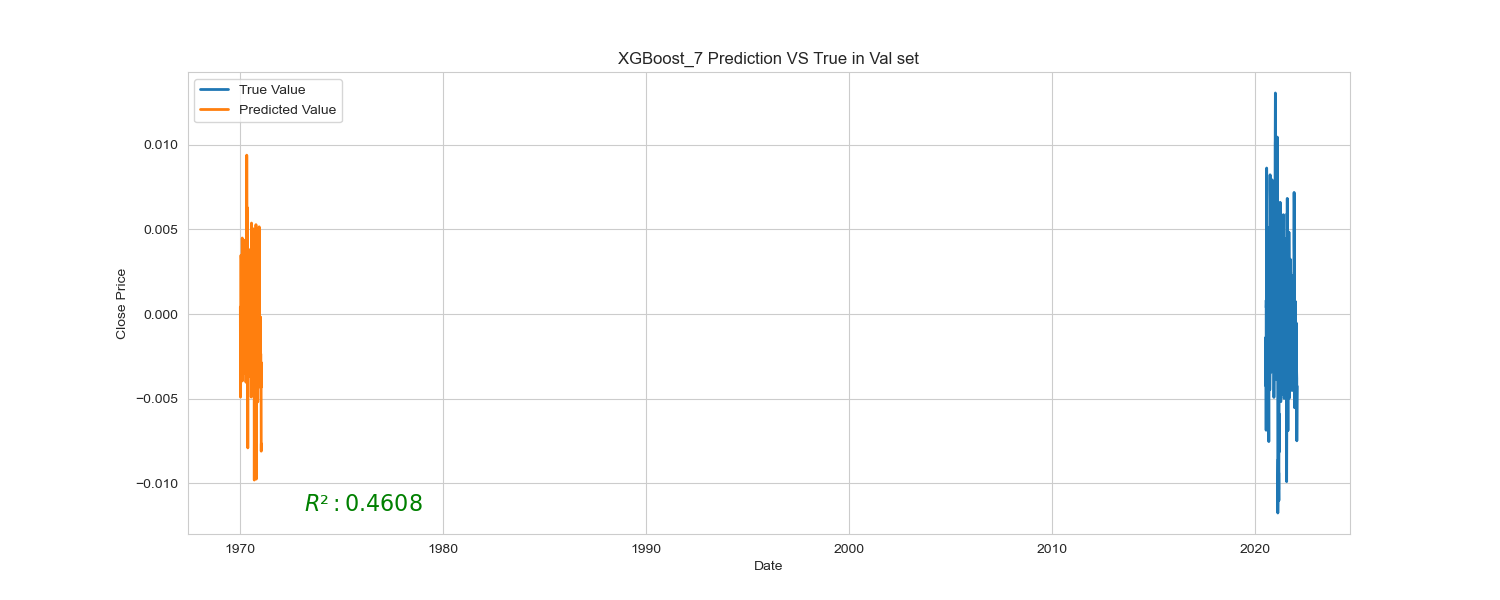 XGBoost_7 Prediction VS True in Val set
True Value
Predicted Value
0.010
0.005
0.000
−0.005
−0.010
Close Price
R² : 0.4608
1970 1980 1990 2000 2010 2020
Date